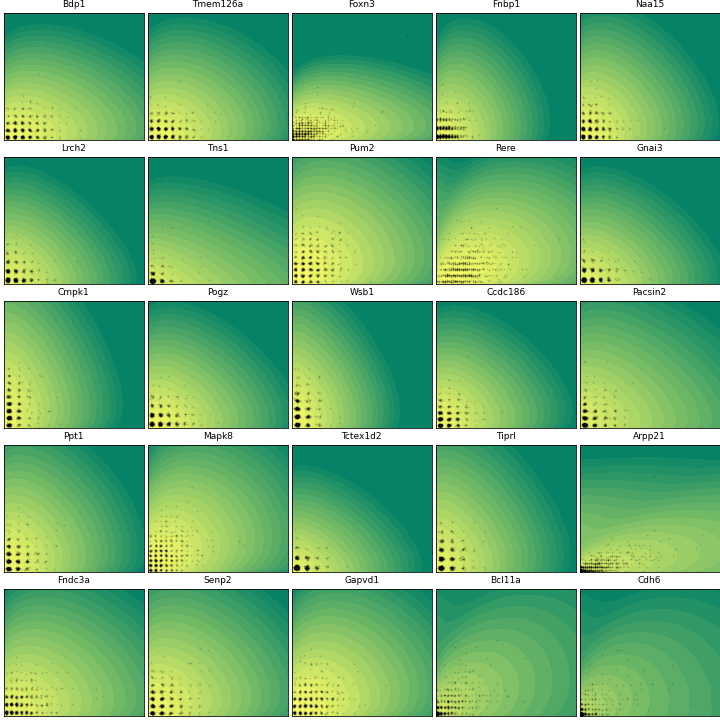 Bdp1 Tmem126a Foxn3 Fnbp1 Naa15
Lrch2 Tns1 Pum2 Rere Gnai3
Cmpk1 Pogz Wsb1 Ccdc186 Pacsin2
Ppt1 Mapk8 Tctex1d2 Tiprl Arpp21
Fndc3a Senp2 Gapvd1 Bcl11a Cdh6